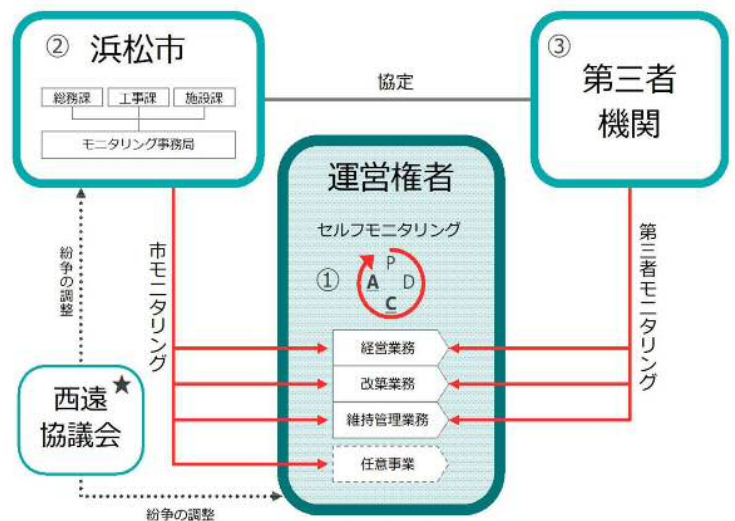 ② 浜松市
総務課 工事課 施設課
モニタリング事務局
協定
③
第三者
機関
運営権者
セルフモニタリング
①
P
D
C
A
経営業務
改築業務
維持管理業務
任意事業
市モニタリング
第三者モニタリング
紛争の調整
西遠★
協議会
紛争の調整